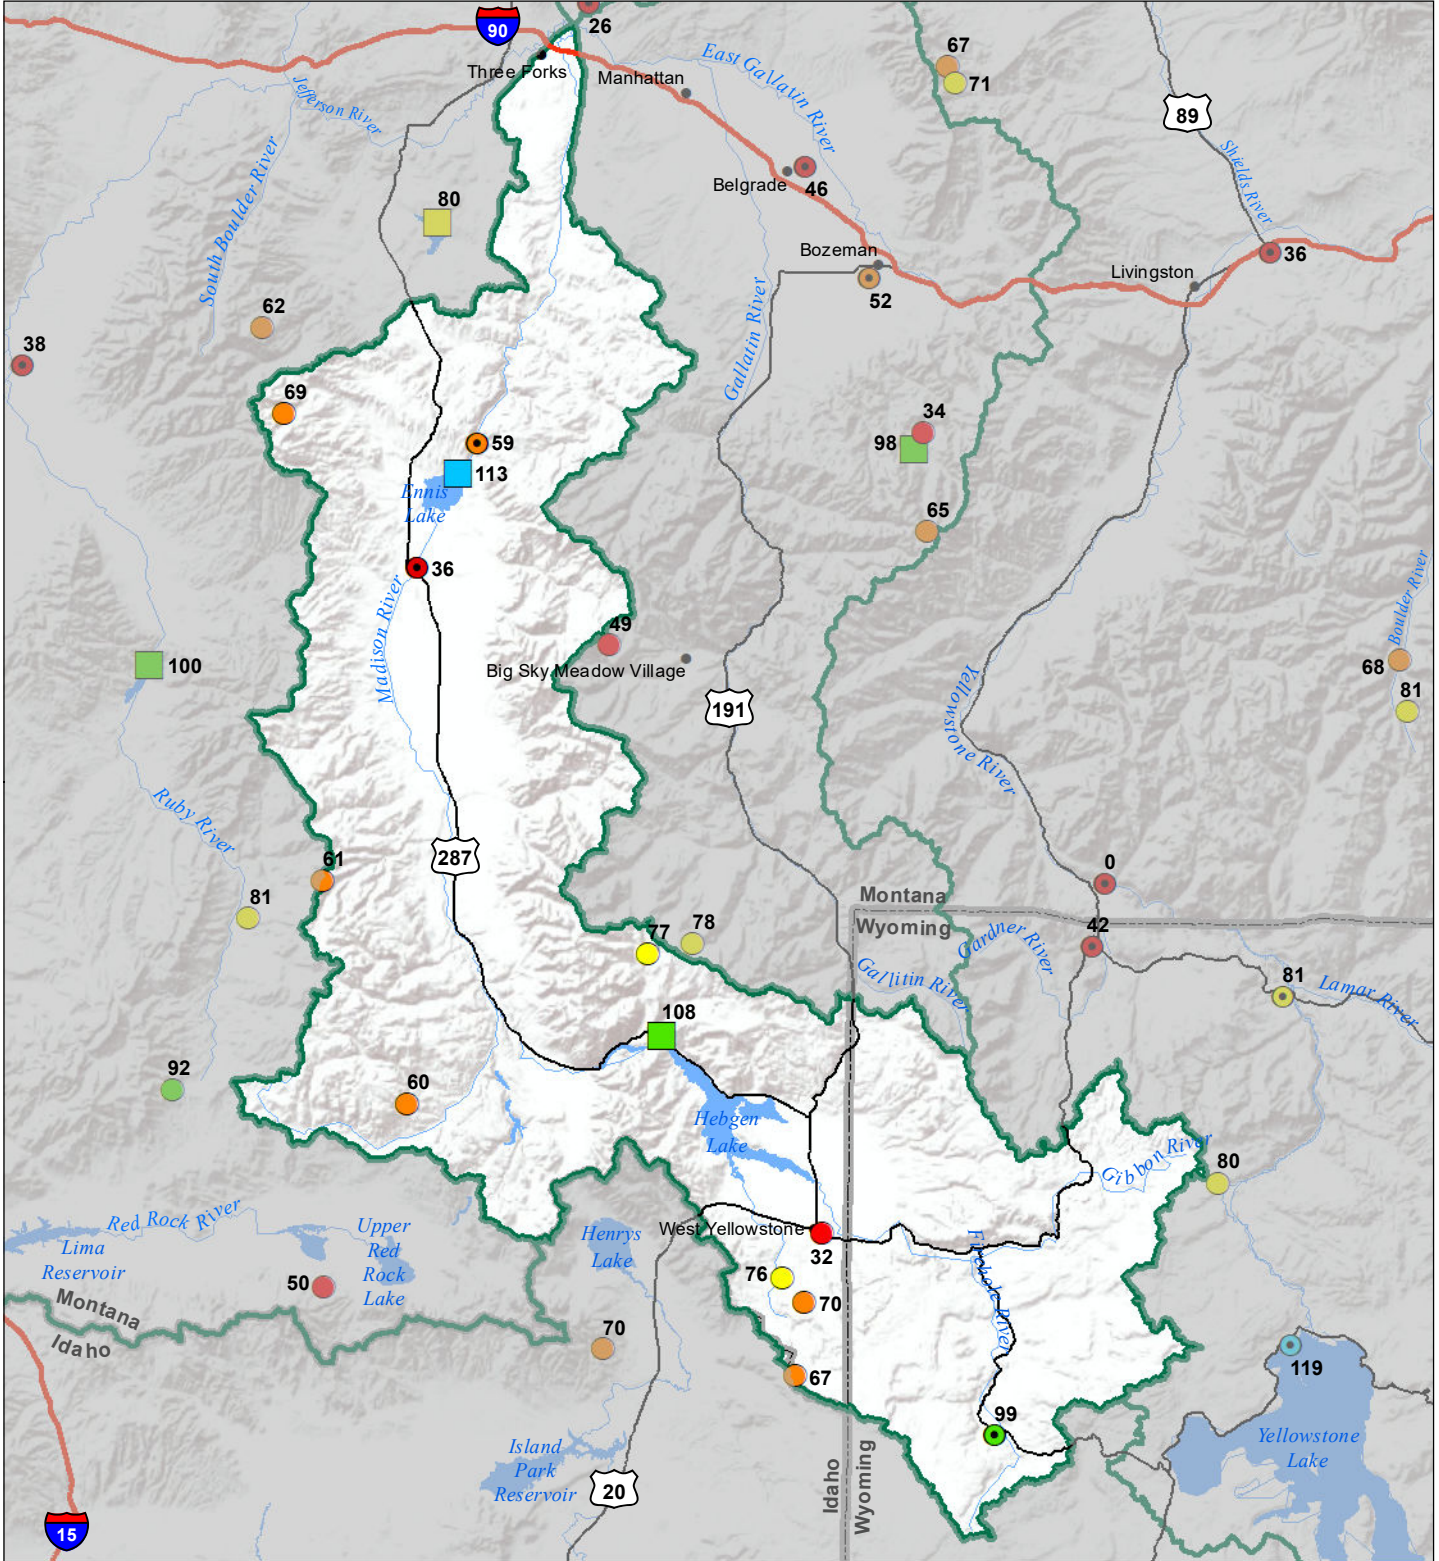 26
90
Three Forks
Manhattan
East Gallatin River
67
71
Jefferson River
89
South Boulder River
Shields River
Belgrade
46
80
Bozeman
52
Livingston
36
Gallatin River
62
38
69
34
98
59
113
Ennis
Lake
65
36
Madison River
Boulder River
49
Big Sky Meadow Village
100
68
81
191
Yellowstone River
Ruby River
287
61
0
81
Montana
Wyoming
42
77
78
Gardner River
Gallitin River
81
Lamar River
108
92
60
Hebgen
Lake
Gibbon River
80
Red Rock River
Lima
Reservoir
Upper
Red
Rock
Lake
Henrys
Lake
West Yellowstone
32
Firehole River
50
76
70
Montana
Idaho
70
67
119
99
Yellowstone
Lake
Island
Park
Reservoir
20
Idaho
Wyoming
15